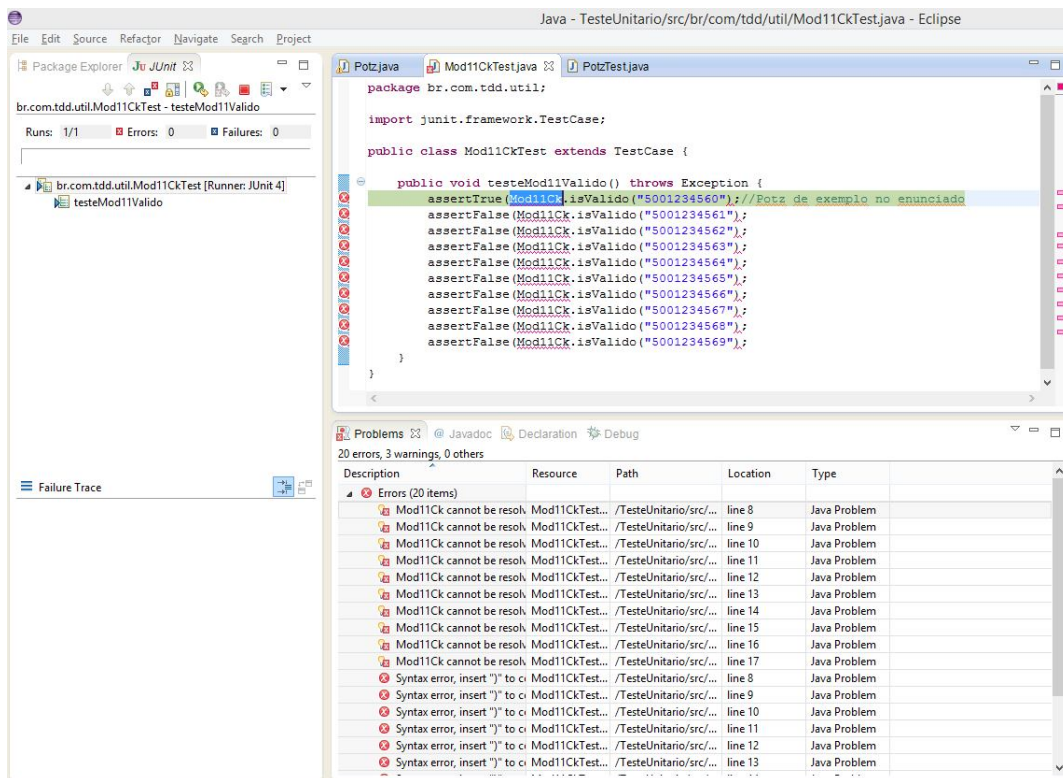 Java - TesteUnitario/src/br/com/tdd/util/Mod11CkTest.java - Eclipse
File Edit Source Refactor Navigate Search Project
Package Explorer JUnit
br.com.tdd.util.Mod11CkTest - testeMod11Valido
Runs: 1/1 Errors: 0 Failures: 0
br.com.tdd.util.Mod11CkTest [Runner: JUnit 4]
testeMod11Valido
Failure Trace
Potz.java Mod11CkTest.java PotzTest.java
package br.com.tdd.util;
import junit.framework.TestCase;
public class Mod11CkTest extends TestCase {
public void testeMod11Valido() throws Exception {
assertTrue(Mod11Ck.isValido("5001234560");//Potz de exemplo no enunciado
assertFalse(Mod11Ck.isValido("5001234561");
assertFalse(Mod11Ck.isValido("5001234562");
assertFalse(Mod11Ck.isValido("5001234563");
assertFalse(Mod11Ck.isValido("5001234564");
assertFalse(Mod11Ck.isValido("5001234565");
assertFalse(Mod11Ck.isValido("5001234566");
assertFalse(Mod11Ck.isValido("5001234567");
assertFalse(Mod11Ck.isValido("5001234568");
assertFalse(Mod11Ck.isValido("5001234569");
}
}
Problems @ Javadoc Declaration Debug
20 errors, 3 warnings, 0 others
Description Resource Path Location Type
Errors (20 items)
Mod11Ck cannot be resolv Mod11CkTest... /TesteUnitario/src/... line 8 Java Problem
Mod11Ck cannot be resolv Mod11CkTest... /TesteUnitario/src/... line 9 Java Problem
Mod11Ck cannot be resolv Mod11CkTest... /TesteUnitario/src/... line 10 Java Problem
Mod11Ck cannot be resolv Mod11CkTest... /TesteUnitario/src/... line 11 Java Problem
Mod11Ck cannot be resolv Mod11CkTest... /TesteUnitario/src/... line 12 Java Problem
Mod11Ck cannot be resolv Mod11CkTest... /TesteUnitario/src/... line 13 Java Problem
Mod11Ck cannot be resolv Mod11CkTest... /TesteUnitario/src/... line 14 Java Problem
Mod11Ck cannot be resolv Mod11CkTest... /TesteUnitario/src/... line 15 Java Problem
Mod11Ck cannot be resolv Mod11CkTest... /TesteUnitario/src/... line 16 Java Problem
Mod11Ck cannot be resolv Mod11CkTest... /TesteUnitario/src/... line 17 Java Problem
Syntax error, insert ")" to c Mod11CkTest... /TesteUnitario/src/... line 8 Java Problem
Syntax error, insert ")" to c Mod11CkTest... /TesteUnitario/src/... line 9 Java Problem
Syntax error, insert ")" to c Mod11CkTest... /TesteUnitario/src/... line 10 Java Problem
Syntax error, insert ")" to c Mod11CkTest... /TesteUnitario/src/... line 11 Java Problem
Syntax error, insert ")" to c Mod11CkTest... /TesteUnitario/src/... line 12 Java Problem
Syntax error, insert ")" to c Mod11CkTest... /TesteUnitario/src/... line 13 Java Problem